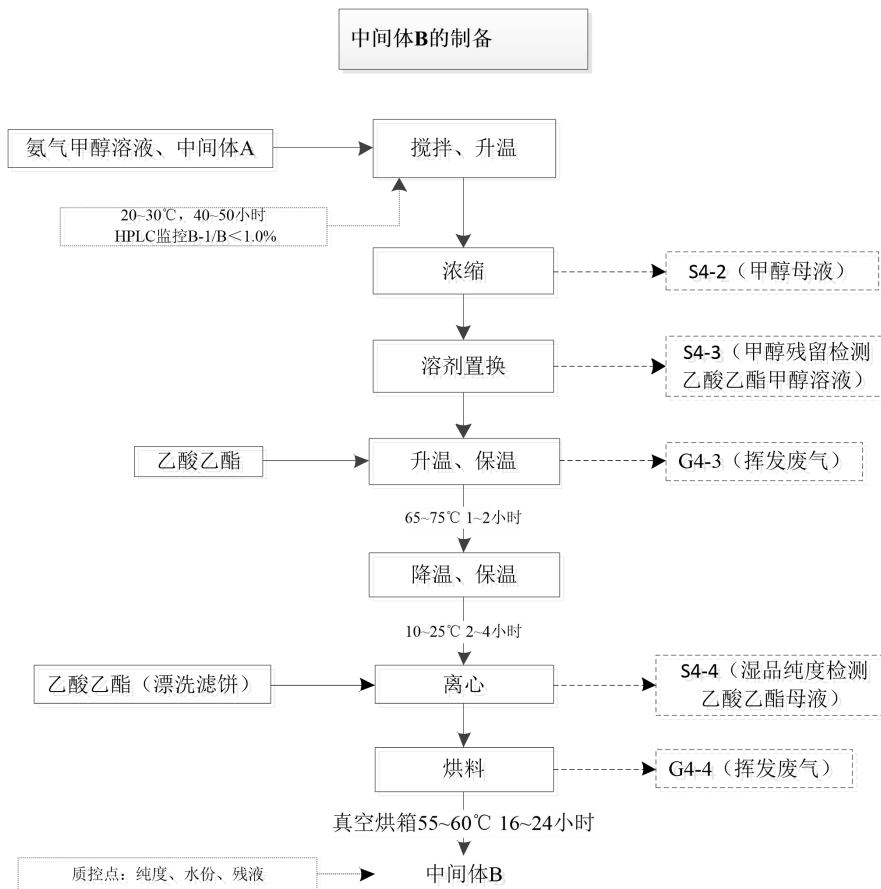 中间体B的制备
氨气甲醇溶液、中间体A
搅拌、升温
20~30℃，40~50小时
HPLC监控B-1/B＜1.0%
浓缩
S4-2（甲醇母液）
溶剂置换
S4-3（甲醇残留检测
乙酸乙酯甲醇溶液）
乙酸乙酯
升温、保温
G4-3（挥发废气）
65~75℃ 1~2小时
降温、保温
10~25℃ 2~4小时
乙酸乙酯（漂洗滤饼）
离心
S4-4（湿品纯度检测
乙酸乙酯母液）
烘料
G4-4（挥发废气）
真空烘箱55~60℃ 16~24小时
质控点：纯度、水份、残液
中间体B